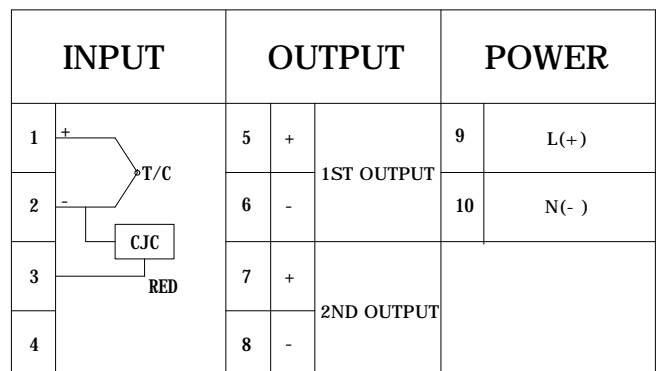 INPUT OUTPUT POWER
1 + 5 + 9 L(+)
T/C 1ST OUTPUT
2 - 6 - 10 N(- )
CJC
3 RED 7 +
2ND OUTPUT
4 8 -